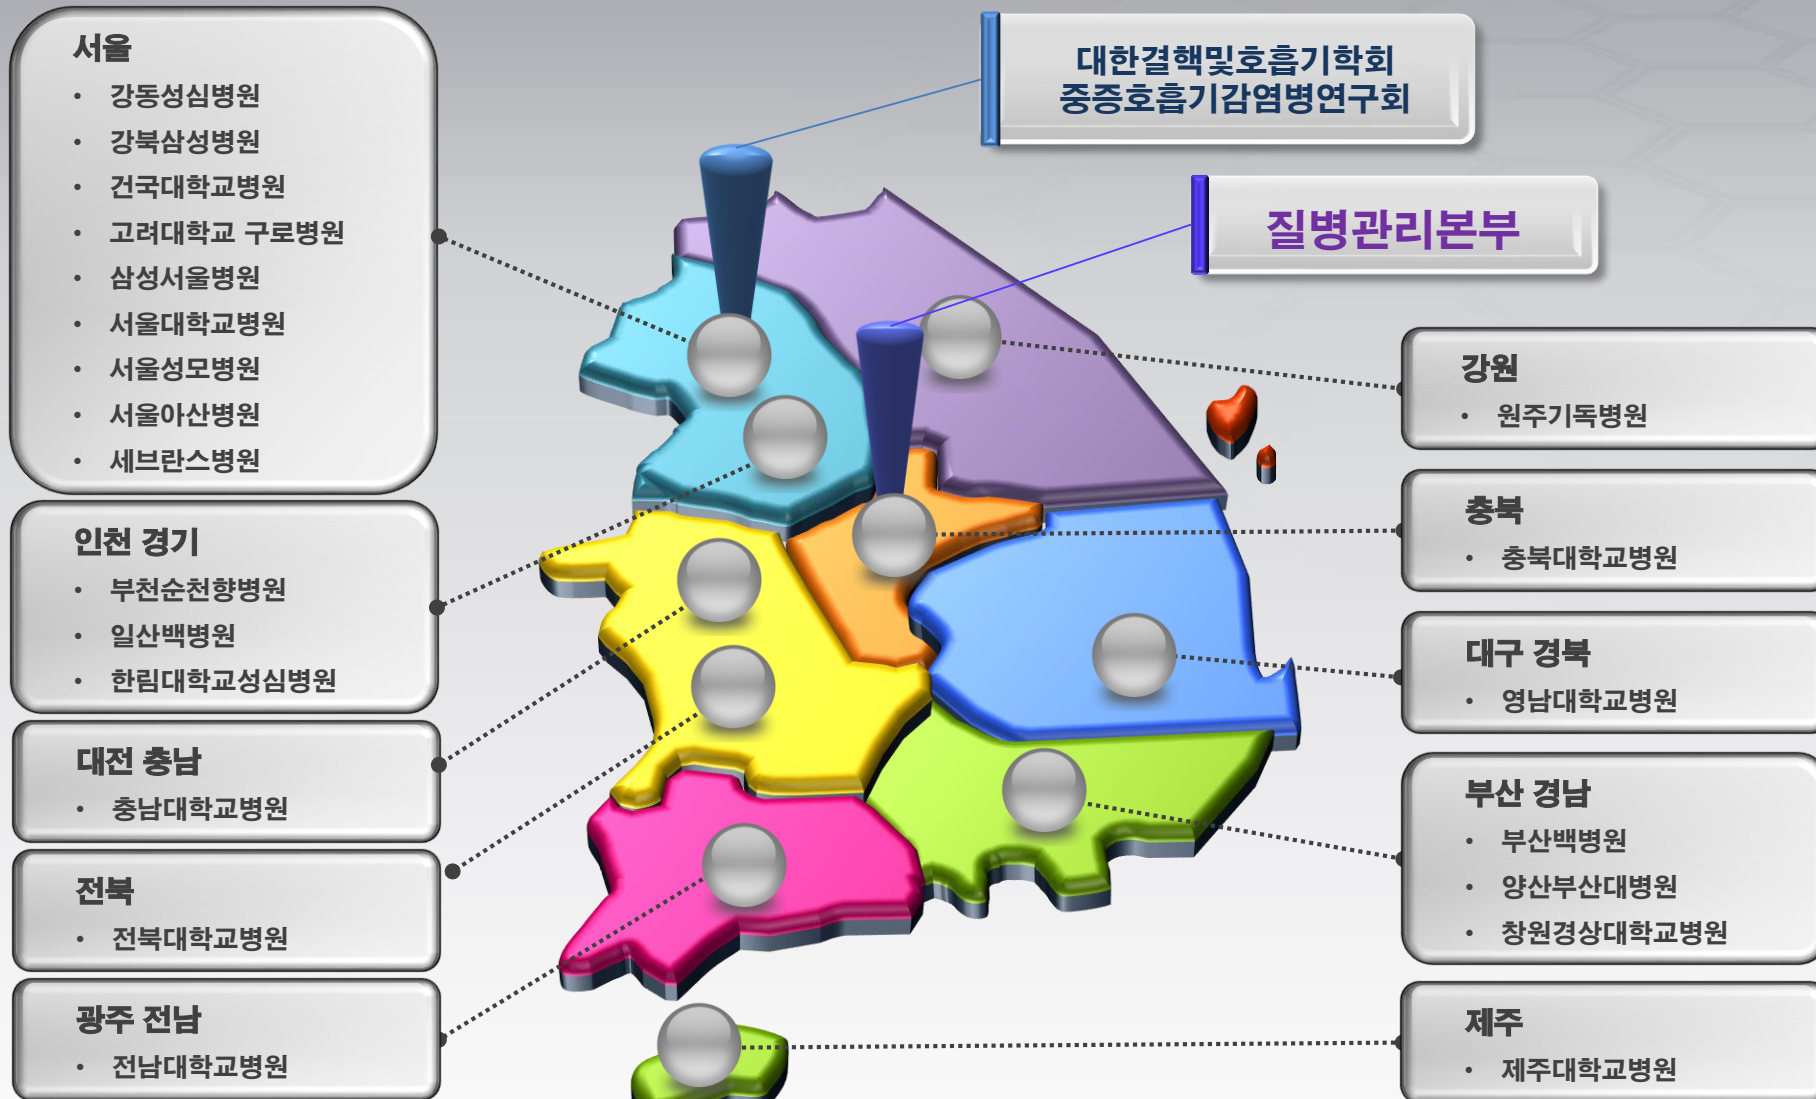 서울
• 강동성심병원
• 강북삼성병원
• 건국대학교병원
• 고려대학교 구로병원
• 삼성서울병원
• 서울대학교병원
• 서울성모병원
• 서울아산병원
• 세브란스병원
인천 경기
• 부천순천향병원
• 일산백병원
• 한림대학교성심병원
대전 충남
• 충남대학교병원
전북
• 전북대학교병원
광주 전남
• 전남대학교병원
대한결핵및호흡기학회
중증호흡기감염병연구회
질병관리본부
강원
• 원주기독병원
충북
• 충북대학교병원
대구 경북
• 영남대학교병원
부산 경남
• 부산백병원
• 양산부산대병원
• 창원경상대학교병원
제주
• 제주대학교병원